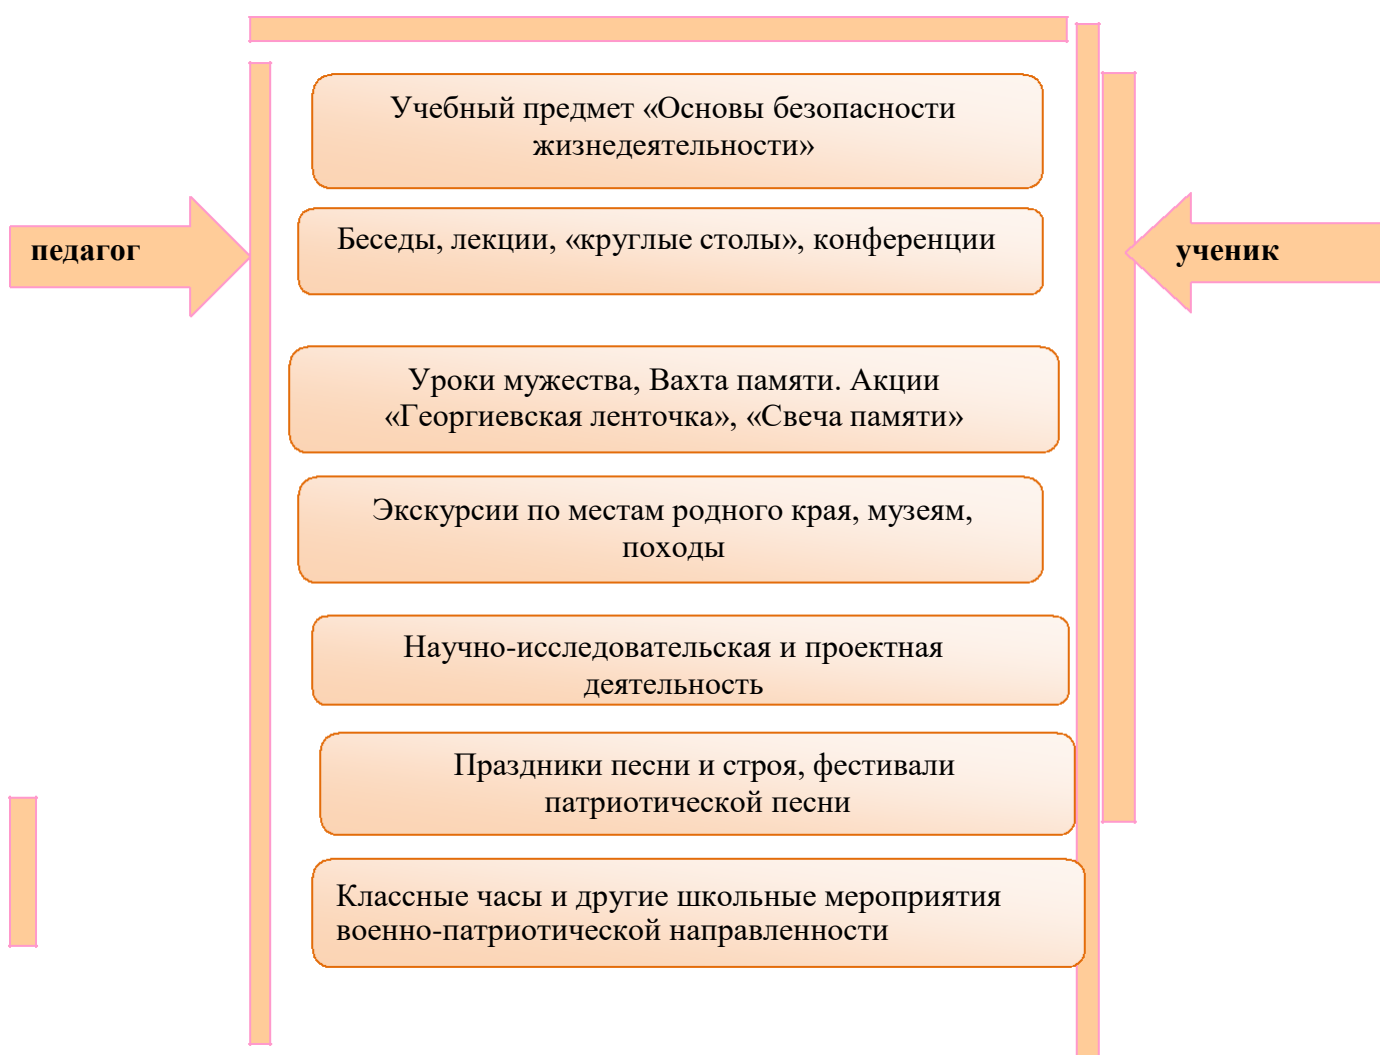 Учебный предмет «Основы безопасности
жизнедеятельности»
педагог
Беседы, лекции, «круглые столы», конференции
ученик
Уроки мужества, Вахта памяти. Акции
«Георгиевская ленточка», «Свеча памяти»
Экскурсии по местам родного края, музеям,
походы
Научно-исследовательская и проектная
деятельность
Праздники песни и строя, фестивали
патриотической песни
Классные часы и другие школьные мероприятия
военно-патриотической направленности